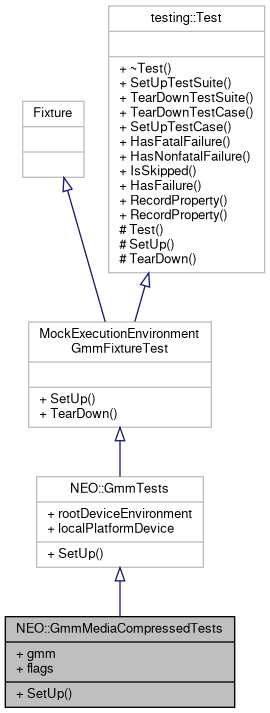 testing::Test
+ ~Test()
+ SetUpTestSuite()
+ TearDownTestSuite()
+ TearDownTestCase()
+ SetUpTestCase()
+ HasFatalFailure()
+ HasNonfatalFailure()
+ IsSkipped()
+ HasFailure()
+ RecordProperty()
+ RecordProperty()
# Test()
# SetUp()
# TearDown()
Fixture
MockExecutionEnvironment
GmmFixtureTest
+ SetUp()
+ TearDown()
NEO::GmmTests
+ rootDeviceEnvironment
+ localPlatformDevice
+ SetUp()
NEO::GmmMediaCompressedTests
+ gmm
+ flags
+ SetUp()